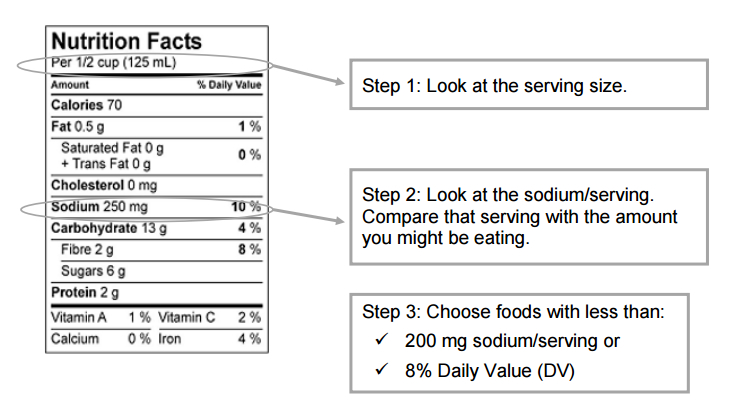 Nutrition Facts
Per 1/2 cup (125 mL)
Amount % Daily Value
Calories 70
Fat 0.5 g 1 %
Saturated Fat 0 g
+ Trans Fat 0 g
0 %
Cholesterol 0 mg
Sodium 250 mg 10 %
Carbohydrate 13 g 4 %
Fibre 2 g 8 %
Sugars 6 g
Protein 2 g
Vitamin A 1 % Vitamin C 2 %
Calcium 0 % Iron 4 %
Step 1: Look at the serving size.
Step 2: Look at the sodium/serving.
Compare that serving with the amount
you might be eating.
Step 3: Choose foods with less than:
✓ 200 mg sodium/serving or
✓ 8% Daily Value (DV)